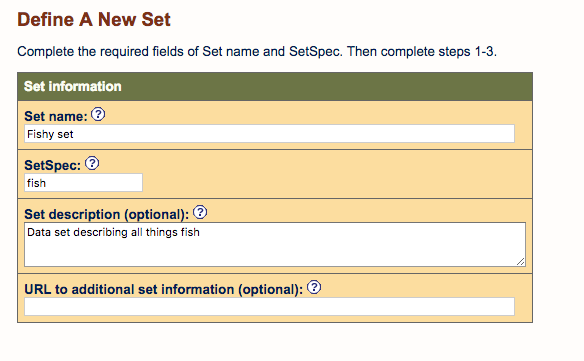 Define A New Set
Complete the required fields of Set name and SetSpec. Then complete steps 1-3.
Set information
Set name: ?
Fishy set
SetSpec: ?
fish
Set description (optional): ?
Data set describing all things fish
URL to additional set information (optional): ?